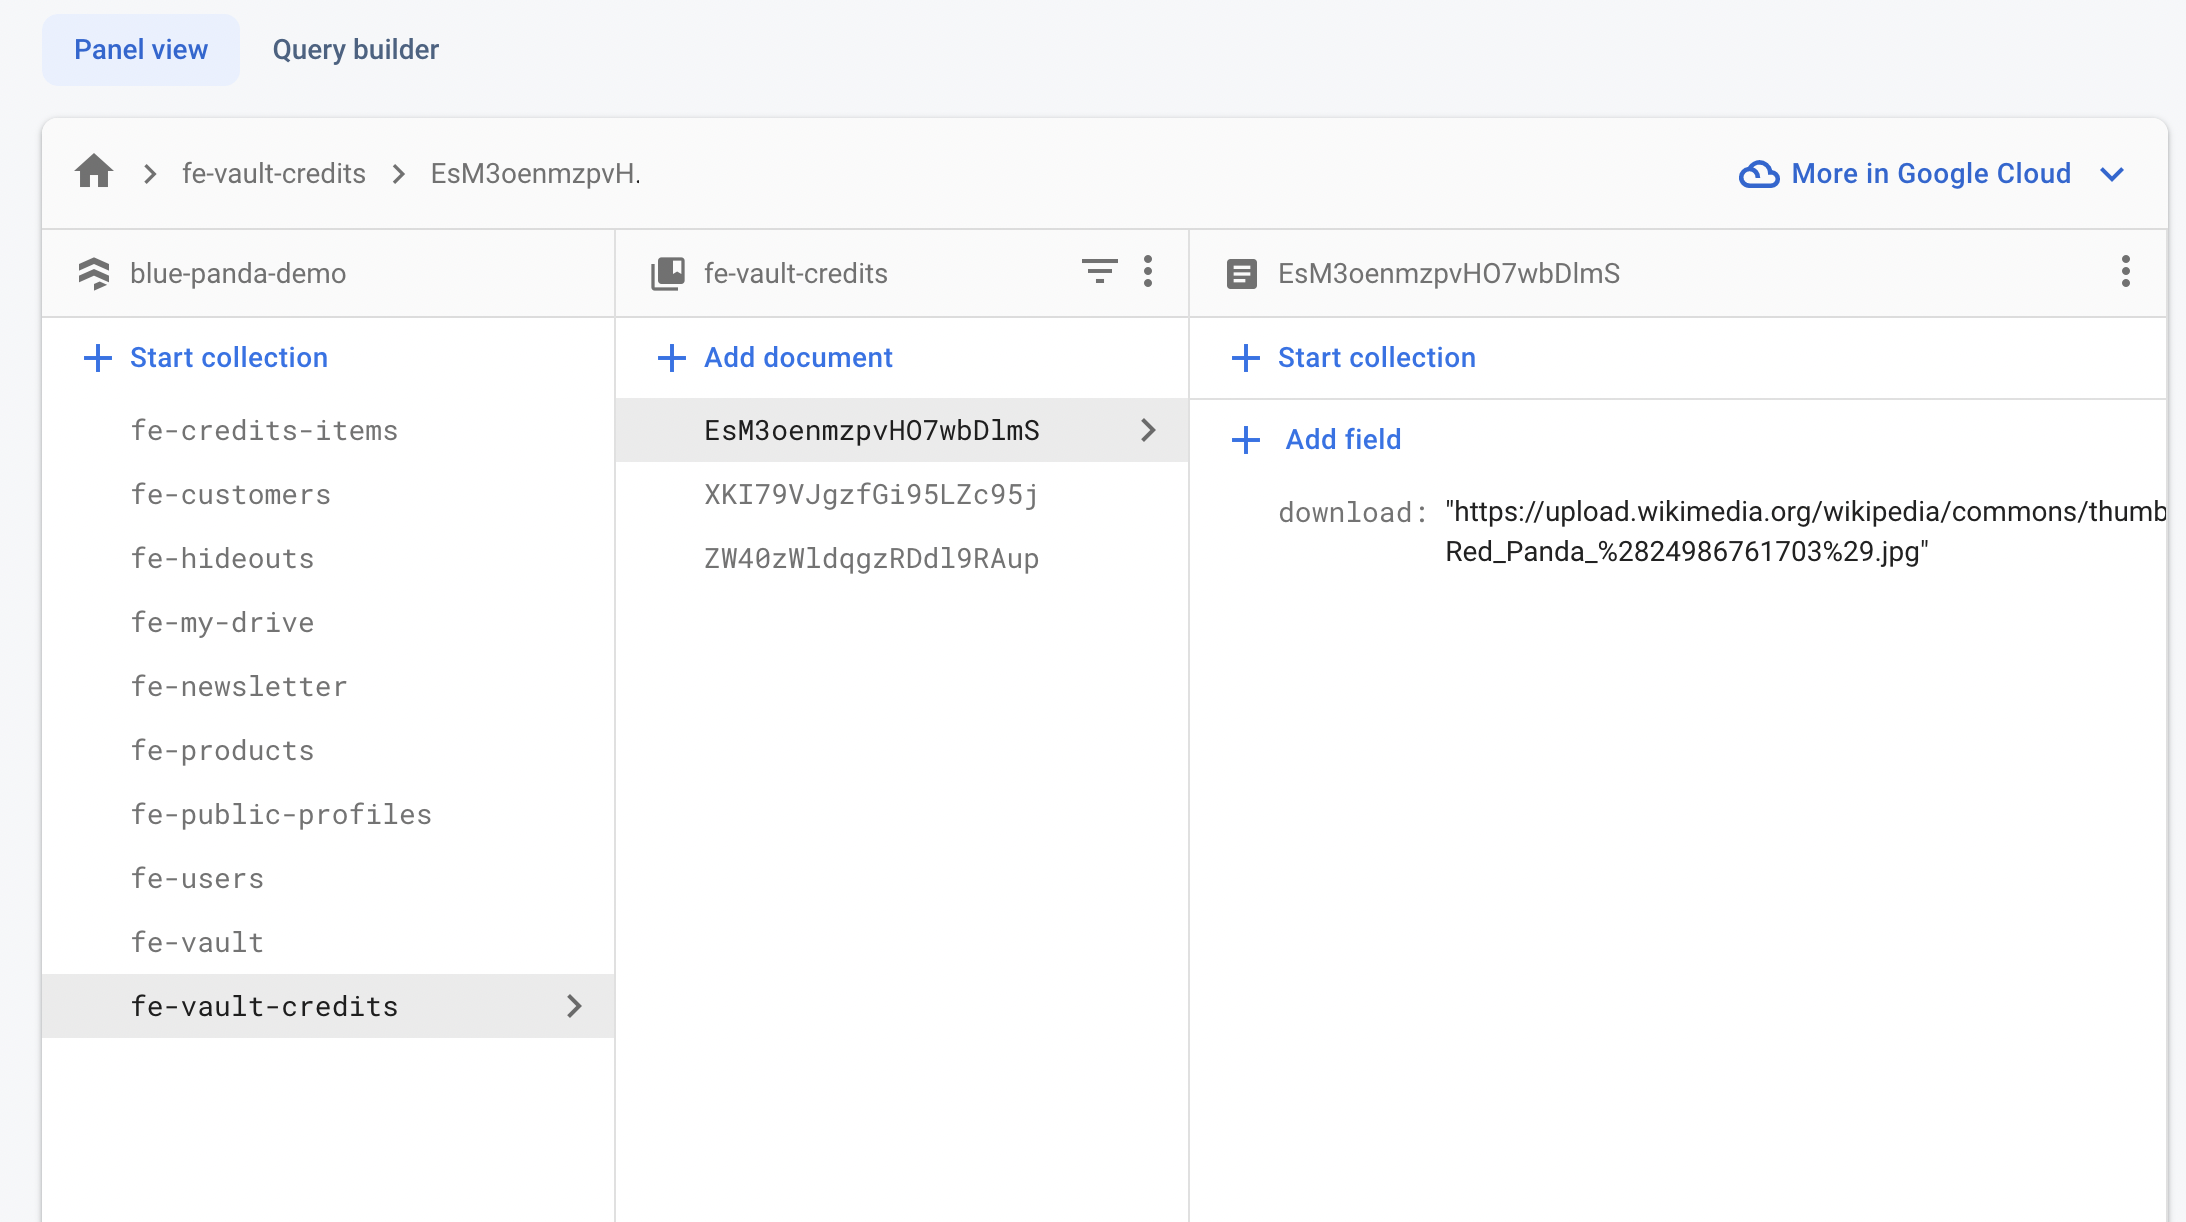 Panel view
Query builder
fe-vault-credits
EsM3oenmzpvH.
More in Google Cloud
blue-panda-demo
Start collection
fe-credits-items
fe-customers
fe-hideouts
fe-my-drive
fe-newsletter
fe-products
fe-public-profiles
fe-users
fe-vault
fe-vault-credits
fe-vault-credits
Add document
EsM3oenmzpvHO7wbDlmS
XKI79VJgzfGi95LZc95j
ZW40zWldqgzRDdl9RAup
EsM3oenmzpvHO7wbDlmS
Start collection
Add field
download: "https://upload.wikimedia.org/wikipedia/commons/thumb
Red_Panda_%2824986761703%29.jpg"